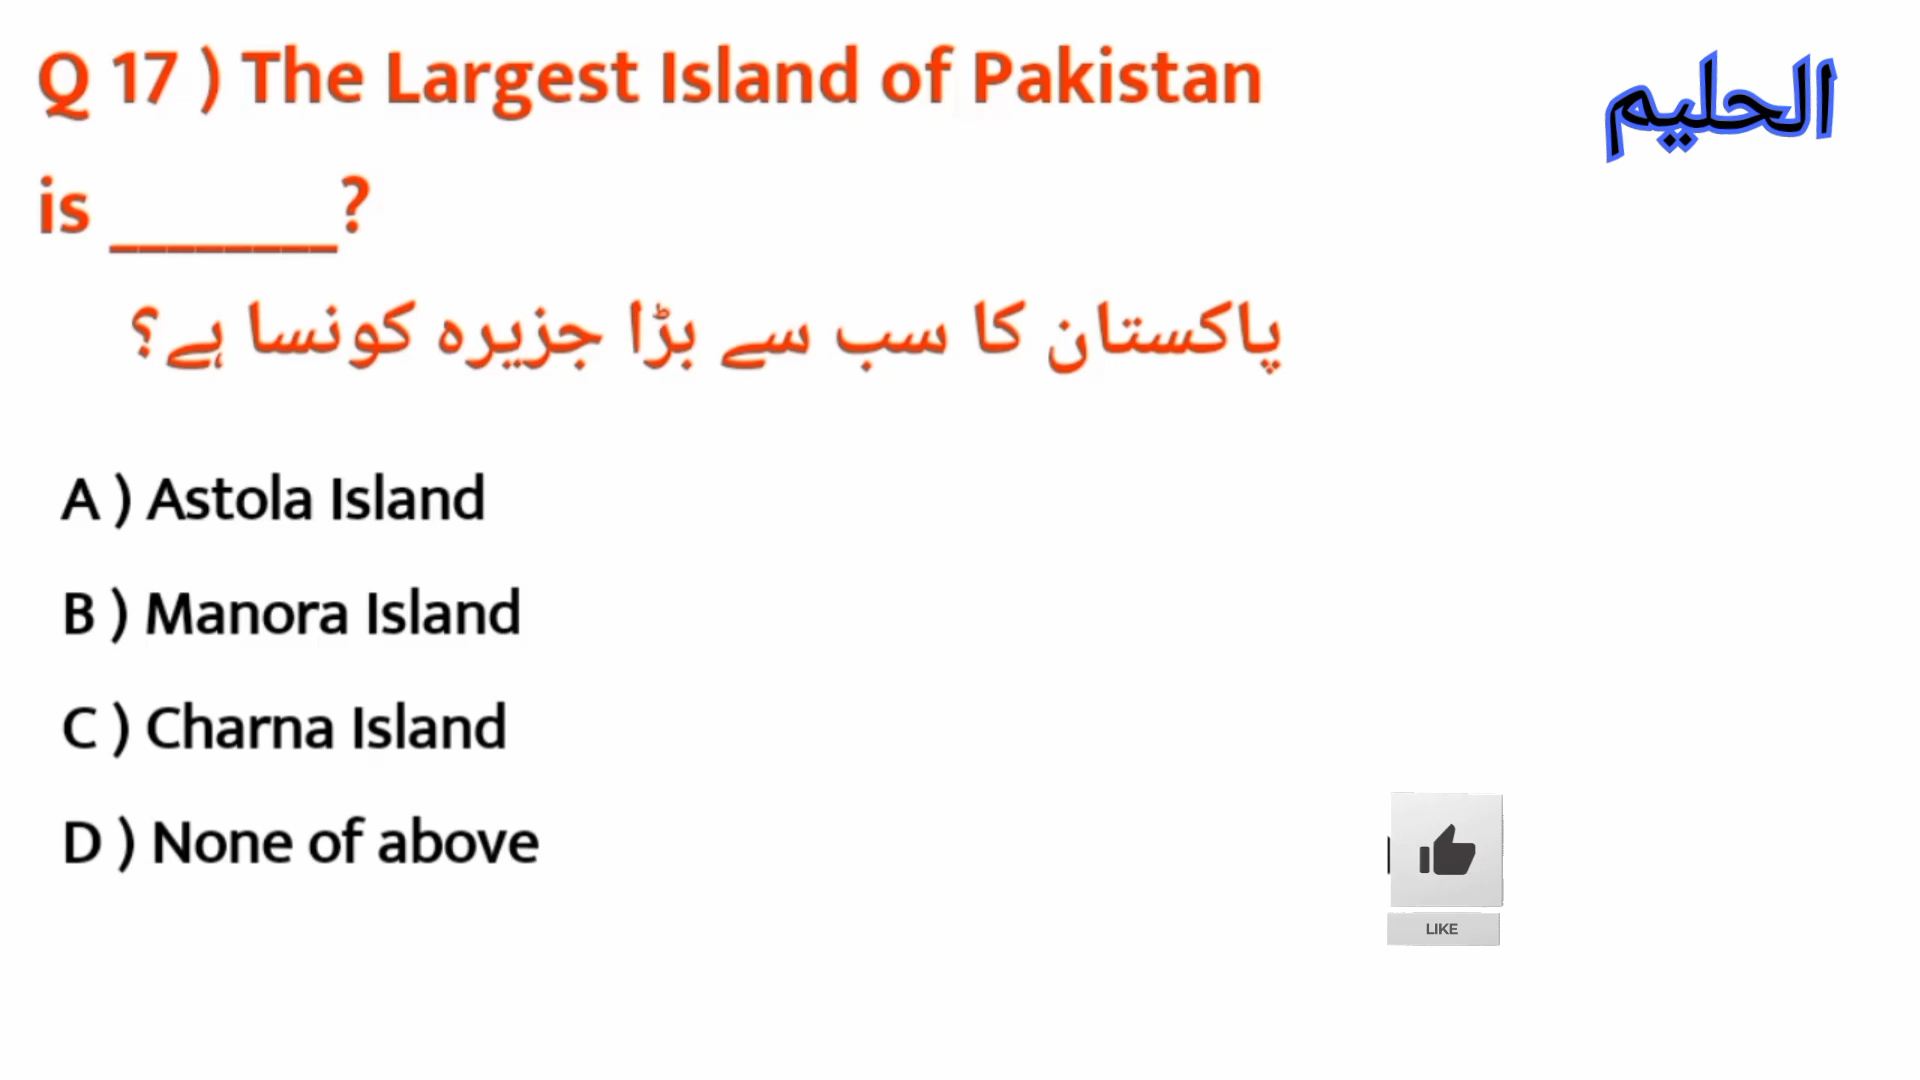 Q 17 ) The Largest Island of Pakistan
is ________?
پاکستان کا سب سے بڑا جزیرہ کونسا ہے؟
الحلیم
A ) Astola Island
B ) Manora Island
C ) Charna Island
D ) None of above
LIKE